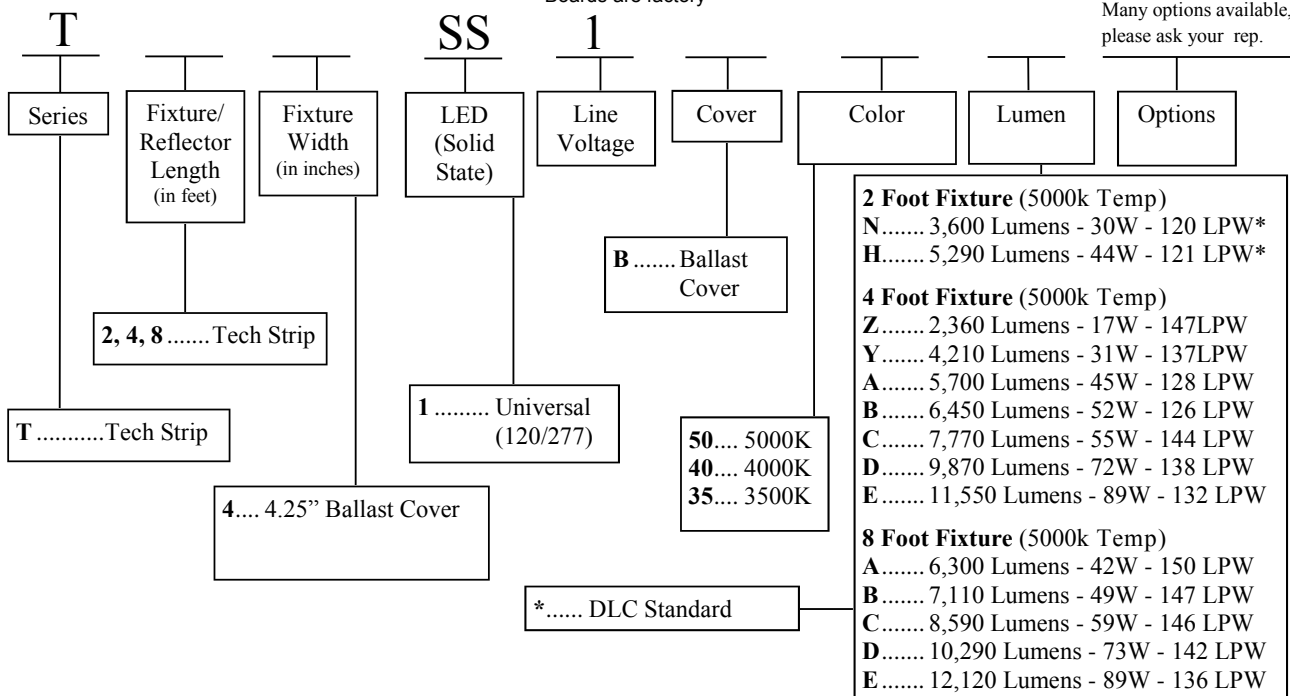 Boards are factory
Many options available,
please ask your rep.
T SS 1
Series
Fixture/
Reflector
Length
(in feet)
Fixture
Width
(in inches)
LED
(Solid
State)
Line
Voltage
Cover
Color
Lumen
Options
2, 4, 8.......Tech Strip
T...........Tech Strip
4.... 4.25” Ballast Cover
1......... Universal
(120/277)
B....... Ballast
Cover
50.... 5000K
40.... 4000K
35.... 3500K
*...... DLC Standard
2 Foot Fixture (5000k Temp)
N....... 3,600 Lumens - 30W - 120 LPW*
H....... 5,290 Lumens - 44W - 121 LPW*
4 Foot Fixture (5000k Temp)
Z....... 2,360 Lumens - 17W - 147LPW
Y....... 4,210 Lumens - 31W - 137LPW
A....... 5,700 Lumens - 45W - 128 LPW
B....... 6,450 Lumens - 52W - 126 LPW
C....... 7,770 Lumens - 55W - 144 LPW
D....... 9,870 Lumens - 72W - 138 LPW
E....... 11,550 Lumens - 89W - 132 LPW
8 Foot Fixture (5000k Temp)
A....... 6,300 Lumens - 42W - 150 LPW
B....... 7,110 Lumens - 49W - 147 LPW
C....... 8,590 Lumens - 59W - 146 LPW
D....... 10,290 Lumens - 73W - 142 LPW
E....... 12,120 Lumens - 89W - 136 LPW